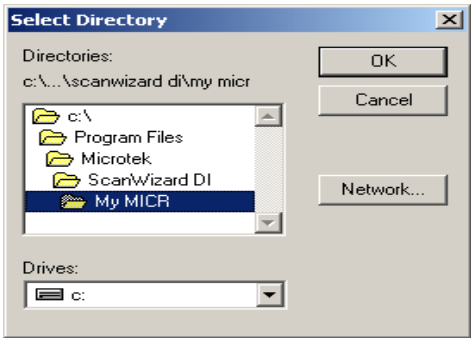 Select Directory
Directories:
c:\...\scanwizard di\my micr
c:\
Program Files
Microtek
ScanWizard DI
My MICR
Drives:
c:
OK
Cancel
Network...